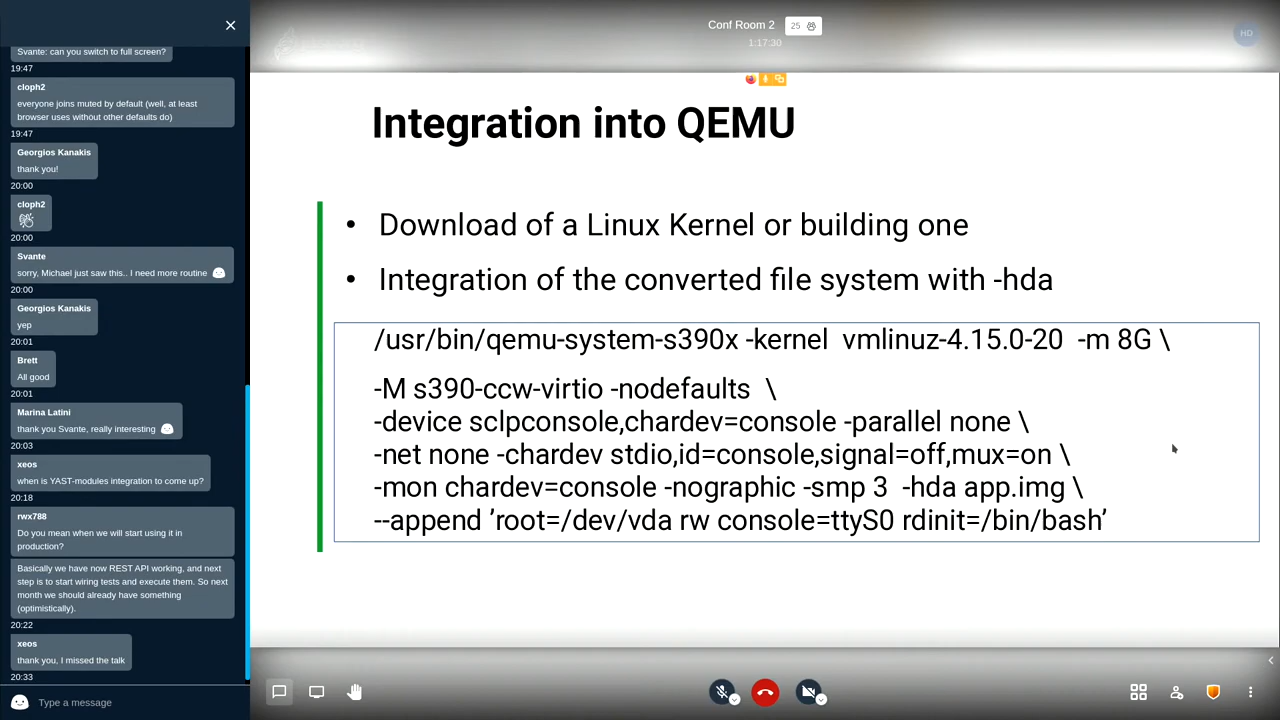 Svante: can you switch to full screen?
19:47
cloph2
everyone joins muted by default (well, at least
browser uses without other defaults do)
19:47
Georgios Kanakis
thank you!
20:00
cloph2
20:00
Svante
sorry, Michael just saw this.. I need more routine
20:00
Georgios Kanakis
yep
20:01
Brett
All good
20:01
Marina Latini
thank you Svante, really interesting
20:03
xeos
when is YAST-modules integration to come up?
20:18
rwx788
Do you mean when we will start using it in
production?
Basically we have now REST API working, and next
step is to start wiring tests and execute them. So next
month we should already have something
(optimistically).
20:22
xeos
thank you, I missed the talk
20:33
Type a message
Conf Room 2
25
1:17:30
HD
Integration into QEMU
• Download of a Linux Kernel or building one
• Integration of the converted file system with -hda
/usr/bin/qemu-system-s390x -kernel vmlinuz-4.15.0-20 -m 8G \
-M s390-ccw-virtio -nodefaults \
-device sclpconsole,chardev=console -parallel none \
-net none -chardev stdio,id=console,signal=off,mux=on \
-mon chardev=console -nographic -smp 3 -hda app.img \
--append ’root=/dev/vda rw console=ttyS0 rdinit=/bin/bash’